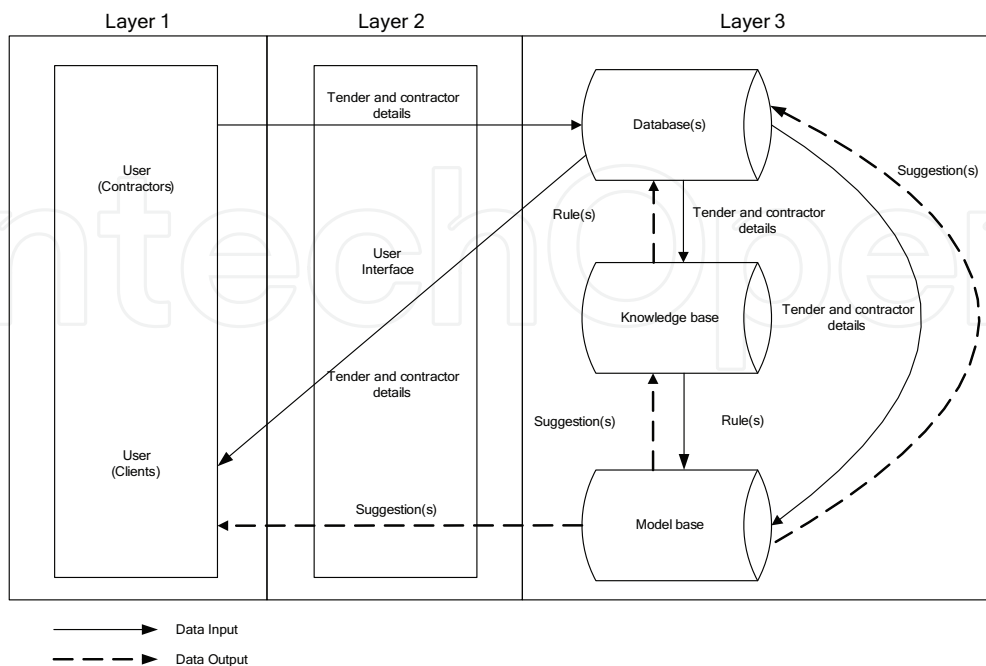 Layer 1
Layer 2
Layer 3
User
(Contractors)
User
(Clients)
Tender and contractor
details
User
Interface
Tender and contractor
details
Suggestion(s)
Database(s)
Suggestion(s)
Rule(s)
Tender and contractor
details
Knowledge base
Tender and contractor
details
Suggestion(s)
Rule(s)
Model base
Data Input
Data Output
ntechOpe